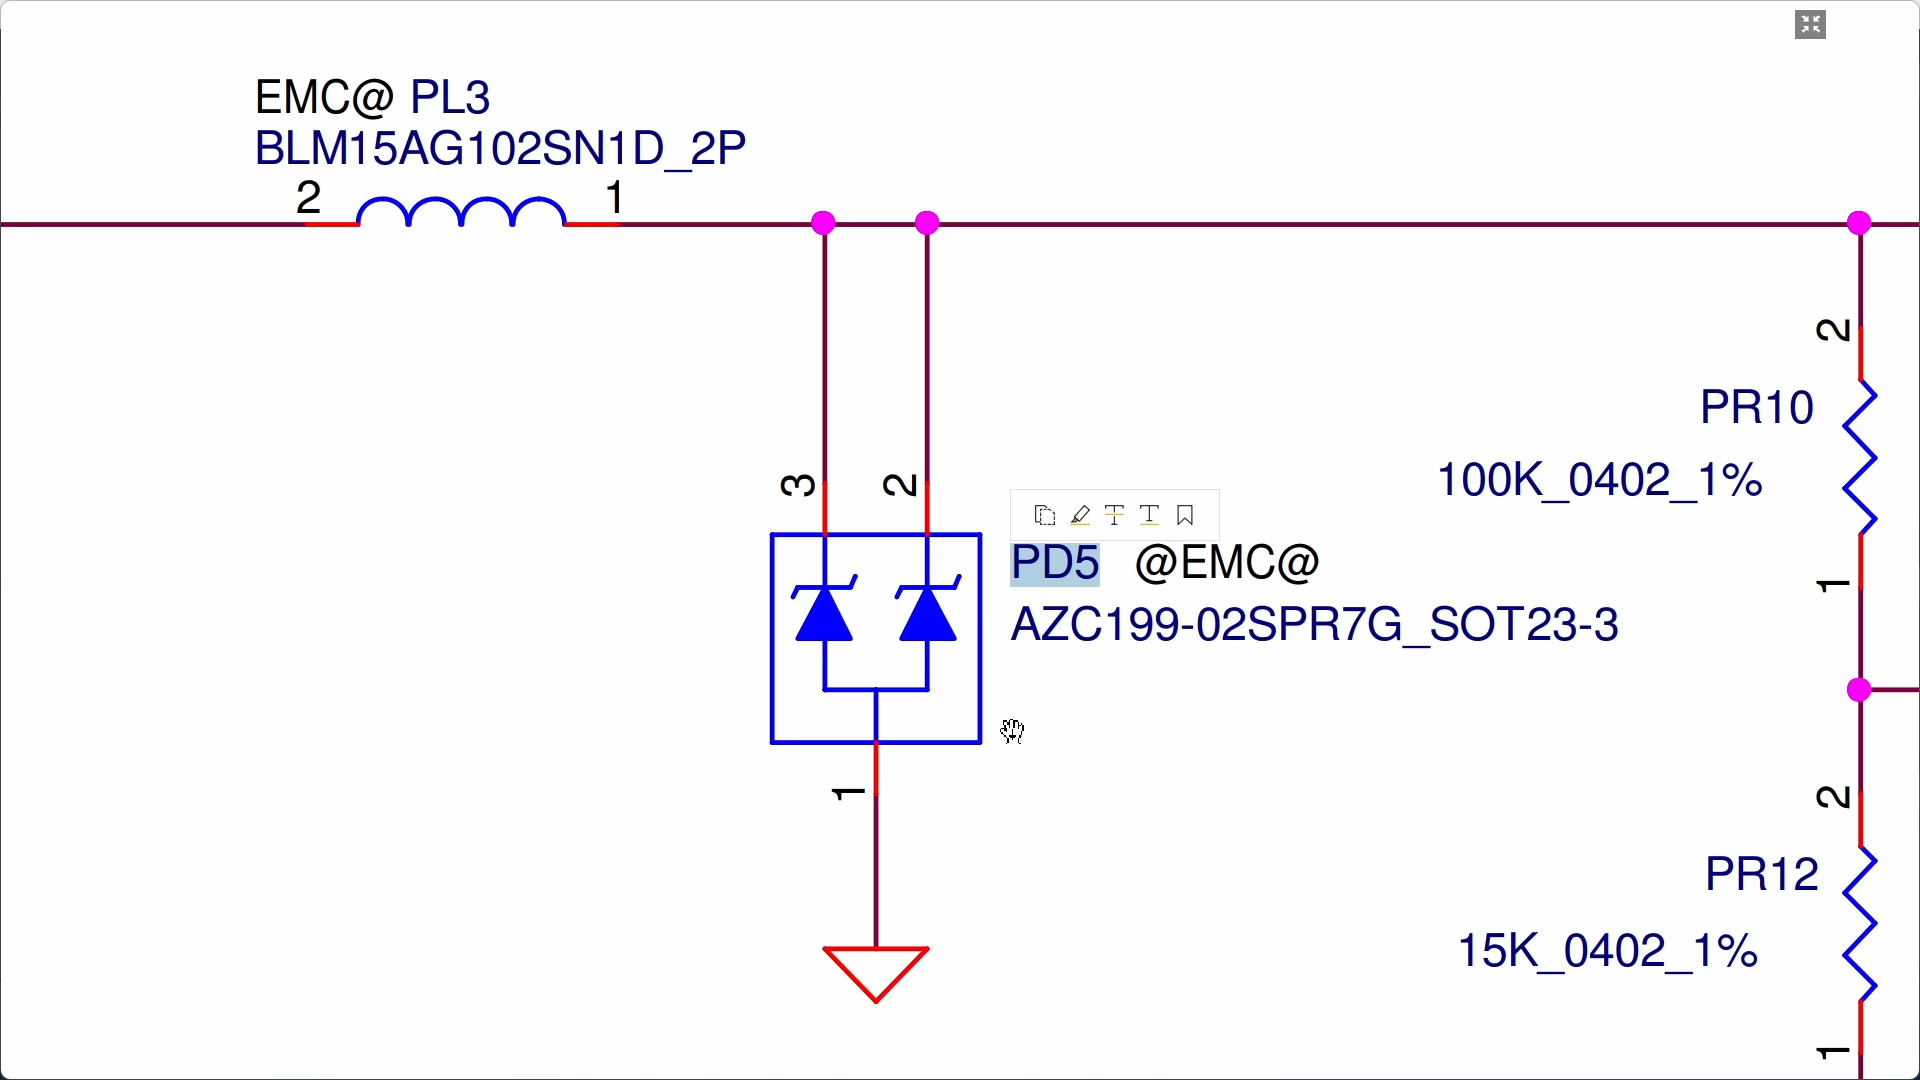 EMC@ PL3
BLM15AG102SN1D_2P
2
1
2
PR10
100K_0402_1%
1
3
2
PD5 @EMC@
AZC199-02SPR7G_SOT23-3
1
2
PR12
15K_0402_1%
1